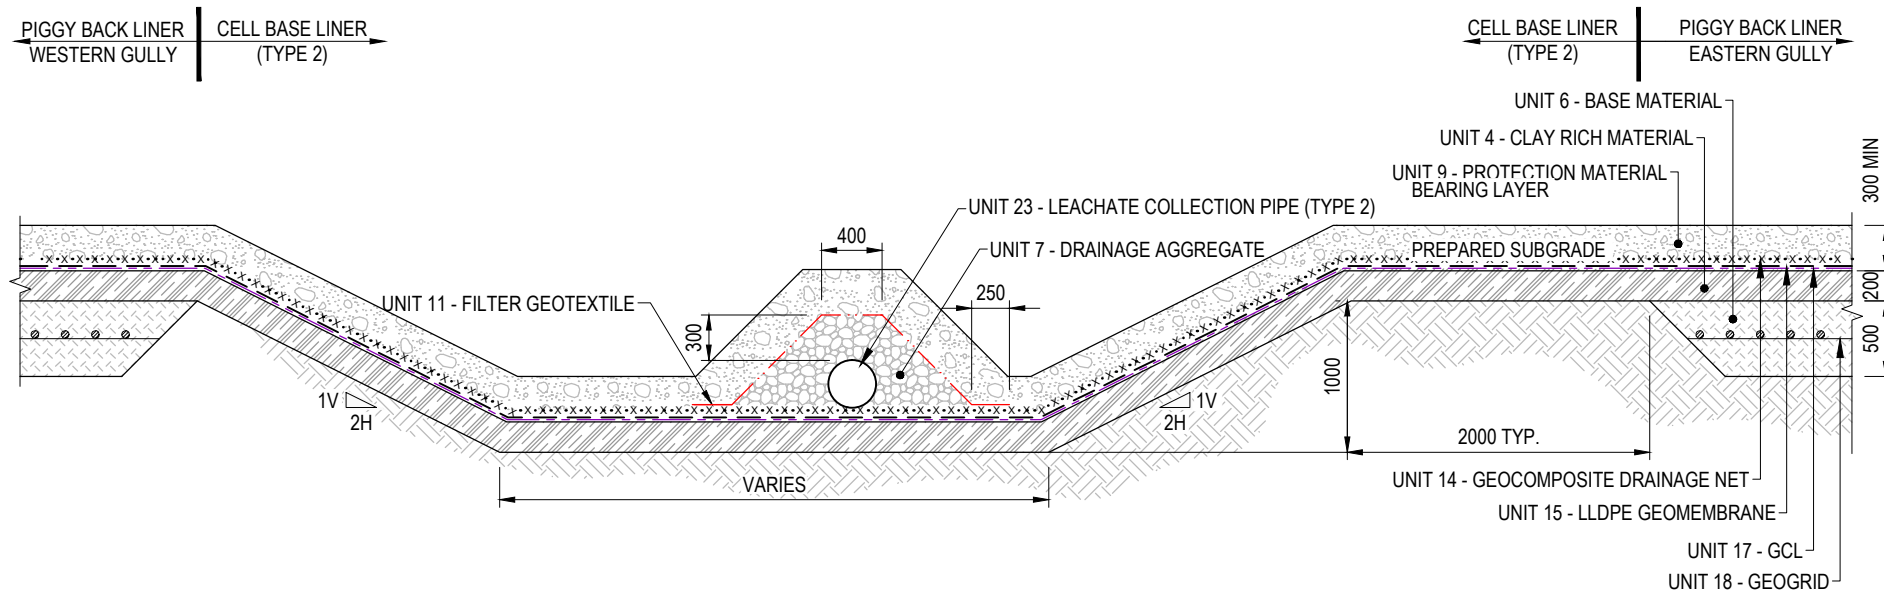 PIGGY BACK LINER
WESTERN GULLY
CELL BASE LINER
(TYPE 2)
CELL BASE LINER
(TYPE 2)
PIGGY BACK LINER
EASTERN GULLY
UNIT 6 - BASE MATERIAL
UNIT 4 - CLAY RICH MATERIAL
UNIT 9 - PROTECTION MATERIAL
BEARING LAYER
300 MIN
UNIT 23 - LEACHATE COLLECTION PIPE (TYPE 2)
400
UNIT 7 - DRAINAGE AGGREGATE
PREPARED SUBGRADE
UNIT 11 - FILTER GEOTEXTILE
250
200
300
500
1000
1V
2H
1V
2H
2000 TYP.
VARIES
UNIT 14 - GEOCOMPOSITE DRAINAGE NET
UNIT 15 - LLDPE GEOMEMBRANE
UNIT 17 - GCL
UNIT 18 - GEOGRID